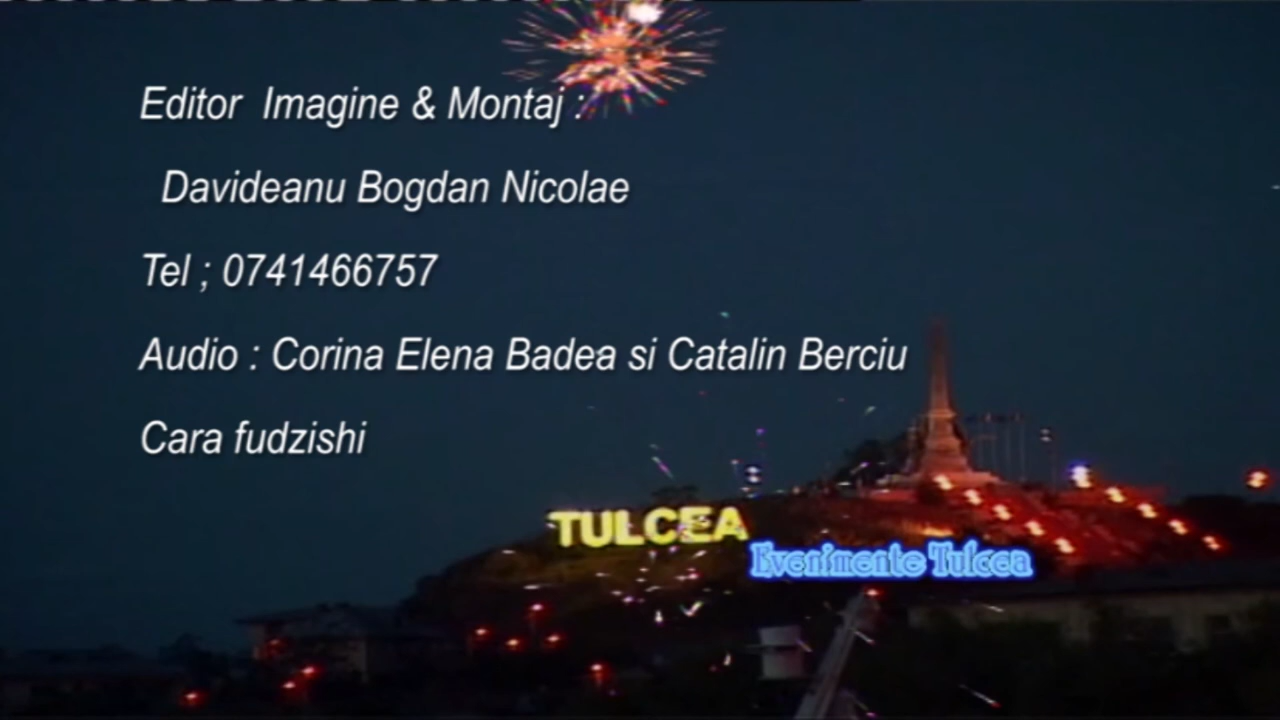 Editor Imagine & Montaj :
Davideanu Bogdan Nicolae
Tel ; 0741466757
Audio : Corina Elena Badea si Catalin Berciu
Cara fudzishi
TULCEA
Evenimente Tulcea